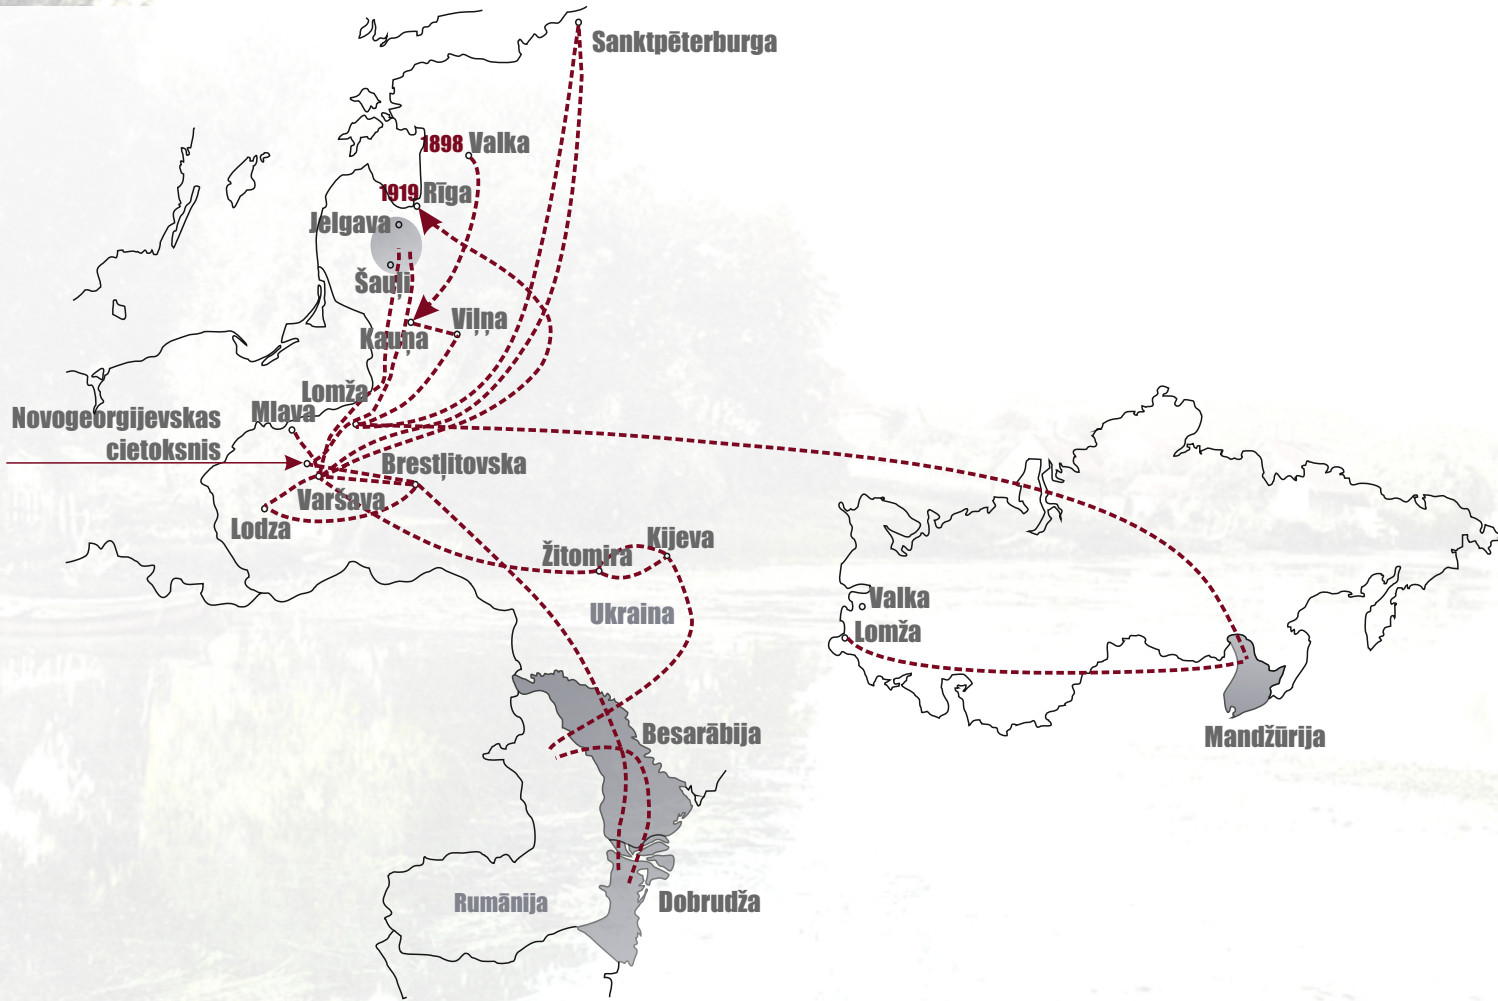 Sanktpēterburga
1898 Valka
1919 Rīga
Jelgava
Šauļi
Kauņa
Viļņa
Lomža
Mlava
Novogeorgijevskas
cietoksnis
Brestļitovska
Varšava
Lodza
Žitomira
Kijeva
Ukraina
Valka
Lomža
Besarābija
Mandžūrija
Rumānija
Dobrudža